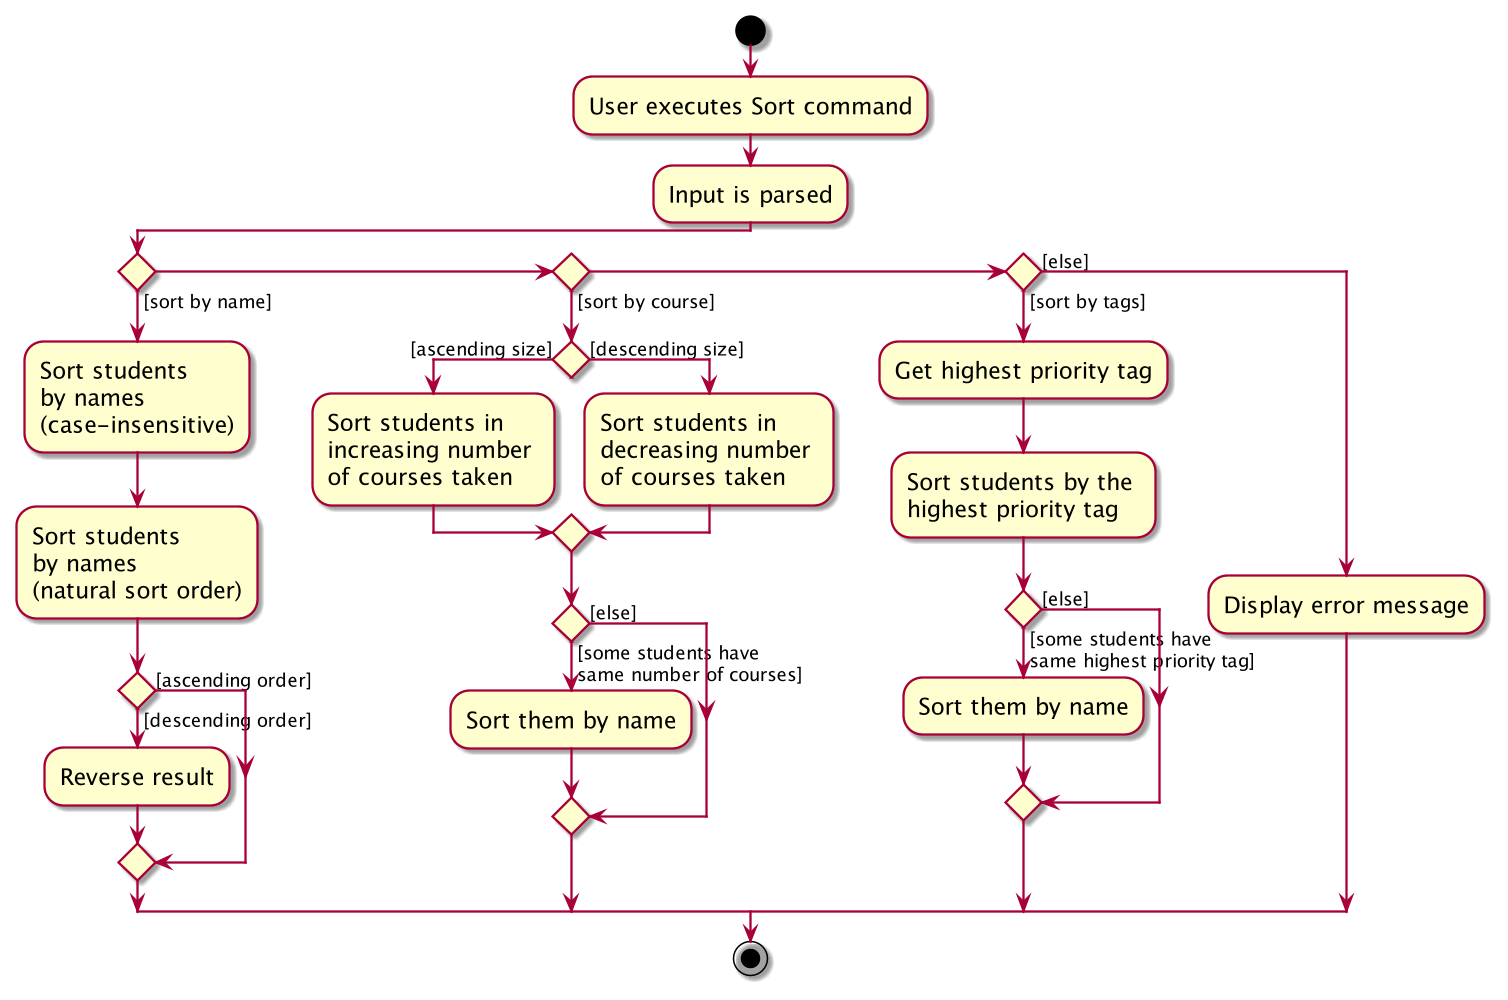 User executes Sort command
Input is parsed
[else]
[sort by name]
[sort by course]
[sort by tags]
Sort students
by names
(case-insensitive)
Sort students
by names
(natural sort order)
[ascending order]
[descending order]
Reverse result
[ascending size]
[descending size]
Sort students in
increasing number
of courses taken
Sort students in
decreasing number
of courses taken
[else]
[some students have
same number of courses]
Sort them by name
Get highest priority tag
Sort students by the
highest priority tag
[else]
[some students have
same highest priority tag]
Sort them by name
Display error message